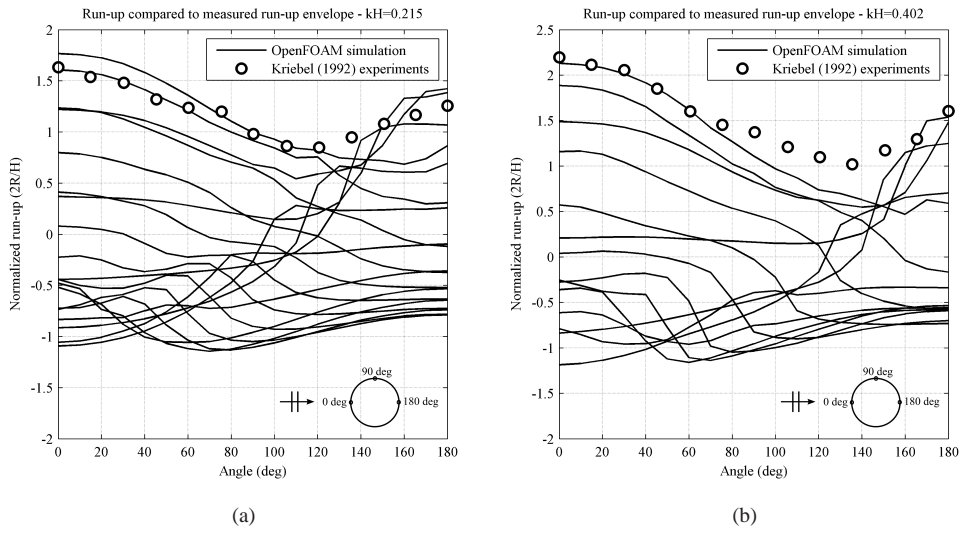 Run-up compared to measured run-up envelope - kH=0.215
OpenFOAM simulation
Kriebel (1992) experiments
Normalized run-up (2R/H)
2
1.5
1
0.5
0
-0.5
-1
-1.5
-2
90 deg
0 deg
180 deg
0 20 40 60 80 100 120 140 160 180
Angle (deg)
(a)
Run-up compared to measured run-up envelope - kH=0.402
OpenFOAM simulation
Kriebel (1992) experiments
Normalized run-up (2R/H)
2.5
2
1.5
1
0.5
0
-0.5
-1
-1.5
-2
90 deg
0 deg
180 deg
0 20 40 60 80 100 120 140 160 180
Angle (deg)
(b)